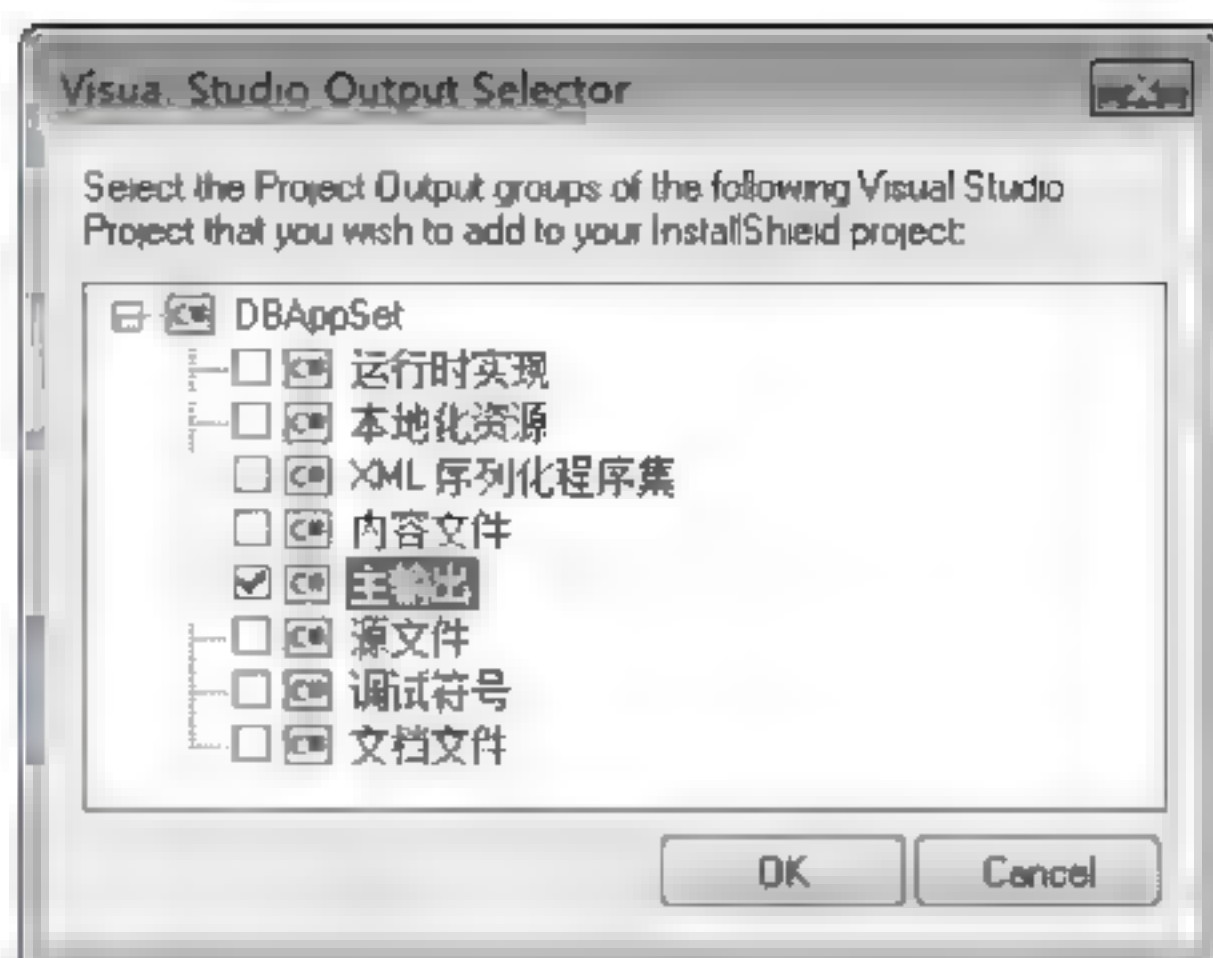 Visual Studio Output Selector
Select the Project Output groups of the following Visual Studio
Project that you wish to add to your InstallShield project:
DBAppSet
运行时实现
本地化资源
XML 序列化程序集
内容文件
主输出
源文件
调试符号
文档文件
OK
Cancel